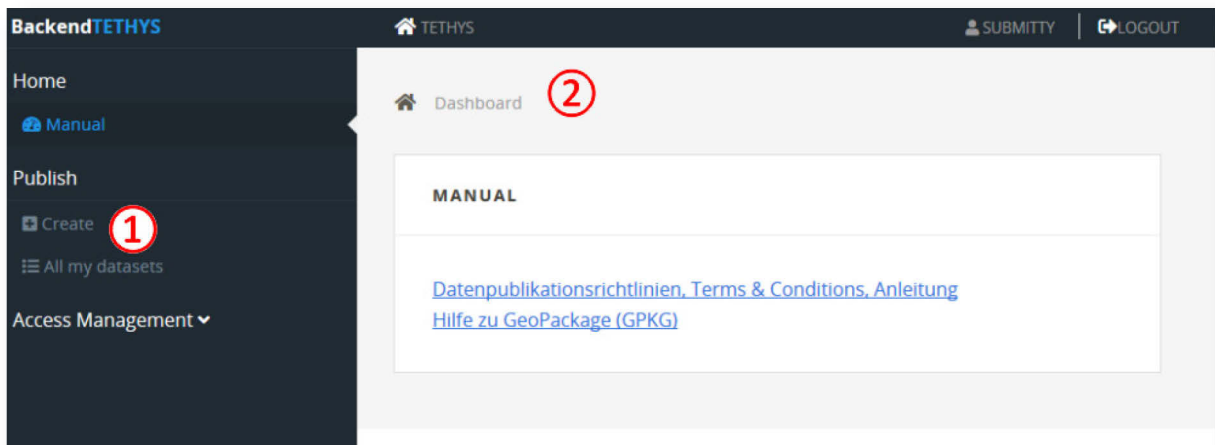 BackendTETHYS
TETHYS
SUBMITTY
LOGOUT
Home
Manual
Publish
Create
1
All my datasets
Access Management
Dashboard
2
MANUAL
Datenpublikationsrichtlinien, Terms & Conditions, Anleitung
Hilfe zu GeoPackage (GPKG)